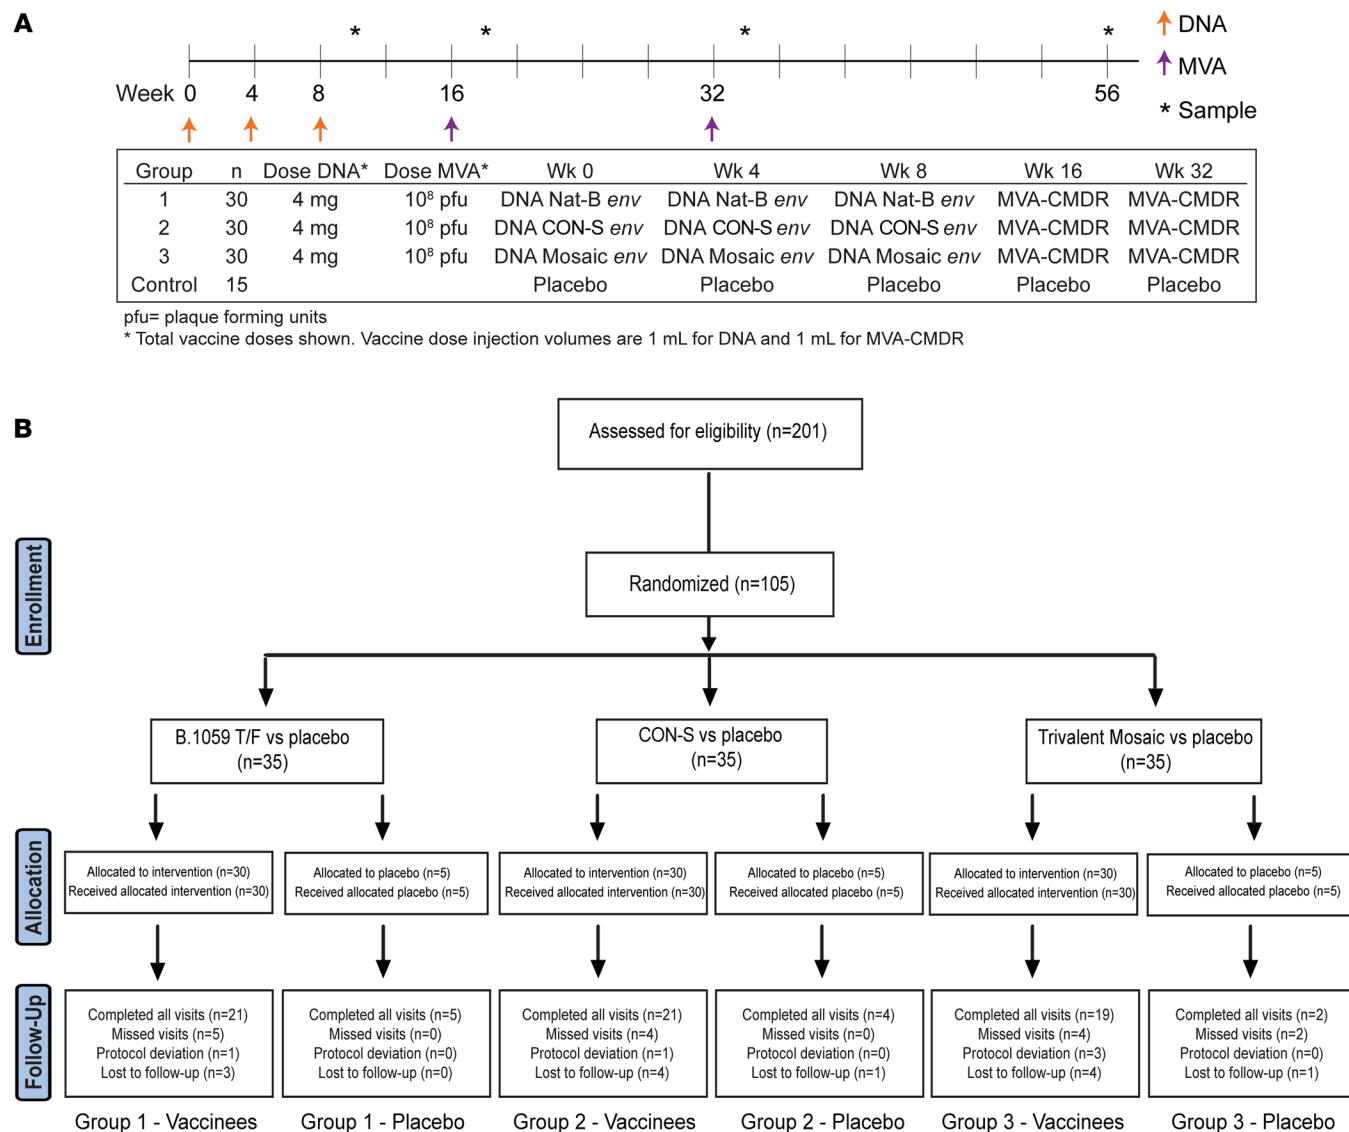 A
* * * *
DNA
MVA
* Sample
Week 0 4 8 16 32 56
Group n Dose DNA* Dose MVA* Wk 0 Wk 4 Wk 8 Wk 16 Wk 32
1 30 4 mg 10⁸ pfu DNA Nat-B env DNA Nat-B env DNA Nat-B env MVA-CMDR MVA-CMDR
2 30 4 mg 10⁸ pfu DNA CON-S env DNA CON-S env DNA CON-S env MVA-CMDR MVA-CMDR
3 30 4 mg 10⁸ pfu DNA Mosaic env DNA Mosaic env DNA Mosaic env MVA-CMDR MVA-CMDR
Control 15 Placebo Placebo Placebo Placebo Placebo
pfu= plaque forming units
* Total vaccine doses shown. Vaccine dose injection volumes are 1 mL for DNA and 1 mL for MVA-CMDR
B
Assessed for eligibility (n=201)
Enrollment
Randomized (n=105)
B.1059 T/F vs placebo
(n=35)
CON-S vs placebo
(n=35)
Trivalent Mosaic vs placebo
(n=35)
Allocation
Allocated to intervention (n=30)
Received allocated intervention (n=30)
Allocated to placebo (n=5)
Received allocated placebo (n=5)
Allocated to intervention (n=30)
Received allocated intervention (n=30)
Allocated to placebo (n=5)
Received allocated placebo (n=5)
Allocated to intervention (n=30)
Received allocated intervention (n=30)
Allocated to placebo (n=5)
Received allocated placebo (n=5)
Follow-Up
Completed all visits (n=21)
Missed visits (n=5)
Protocol deviation (n=1)
Lost to follow-up (n=3)
Completed all visits (n=5)
Missed visits (n=0)
Protocol deviation (n=0)
Lost to follow-up (n=0)
Completed all visits (n=21)
Missed visits (n=4)
Protocol deviation (n=1)
Lost to follow-up (n=4)
Completed all visits (n=4)
Missed visits (n=0)
Protocol deviation (n=0)
Lost to follow-up (n=1)
Completed all visits (n=19)
Missed visits (n=4)
Protocol deviation (n=3)
Lost to follow-up (n=4)
Completed all visits (n=2)
Missed visits (n=2)
Protocol deviation (n=0)
Lost to follow-up (n=1)
Group 1 - Vaccinees
Group 1 - Placebo
Group 2 - Vaccinees
Group 2 - Placebo
Group 3 - Vaccinees
Group 3 - Placebo